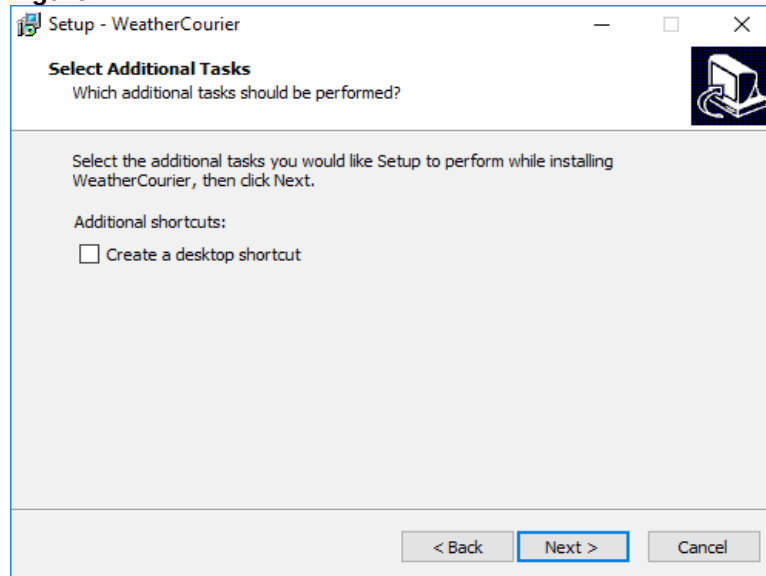 Setup - WeatherCourier
Select Additional Tasks
Which additional tasks should be performed?
Select the additional tasks you would like Setup to perform while installing
WeatherCourier, then click Next.
Additional shortcuts:
Create a desktop shortcut
< Back Next > Cancel